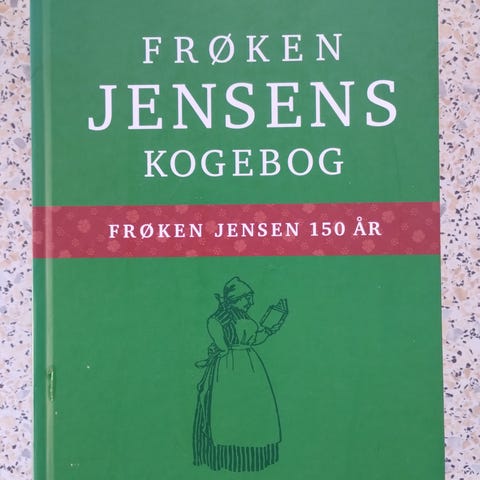 FRØKEN
JENSENS
KOGEBOG
FRØKEN JENSEN 150 ÅR